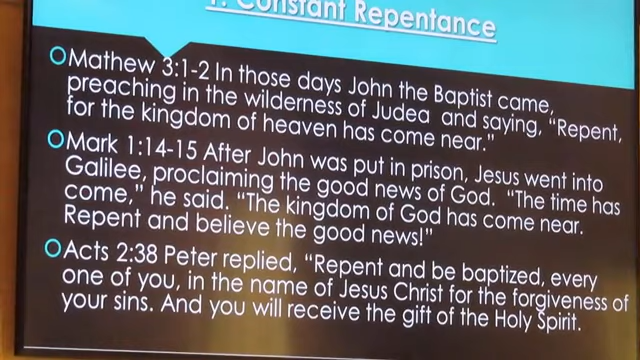 1. Constant Repentance
Mathew 3:1-2 In those days John the Baptist came,
preaching in the wilderness of Judea and saying, “Repent,
for the kingdom of heaven has come near.”
Mark 1:14-15 After John was put in prison, Jesus went into
Galilee, proclaiming the good news of God. “The time has
come,” he said. “The kingdom of God has come near.
Repent and believe the good news!”
Acts 2:38 Peter replied, “Repent and be baptized, every
one of you, in the name of Jesus Christ for the forgiveness of
your sins. And you will receive the gift of the Holy Spirit.